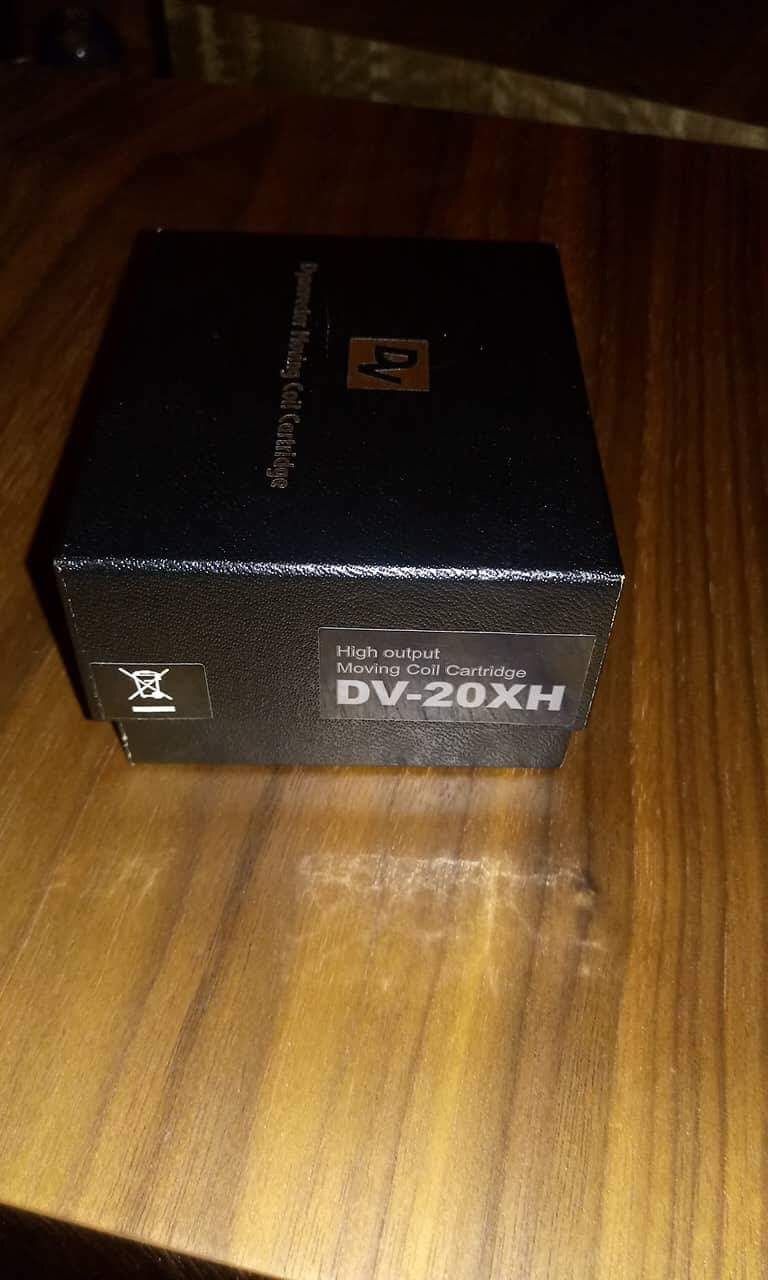 Dv
Dynavector Moving Coil Cartridge
High output
Moving Coil Cartridge
DV-20XH